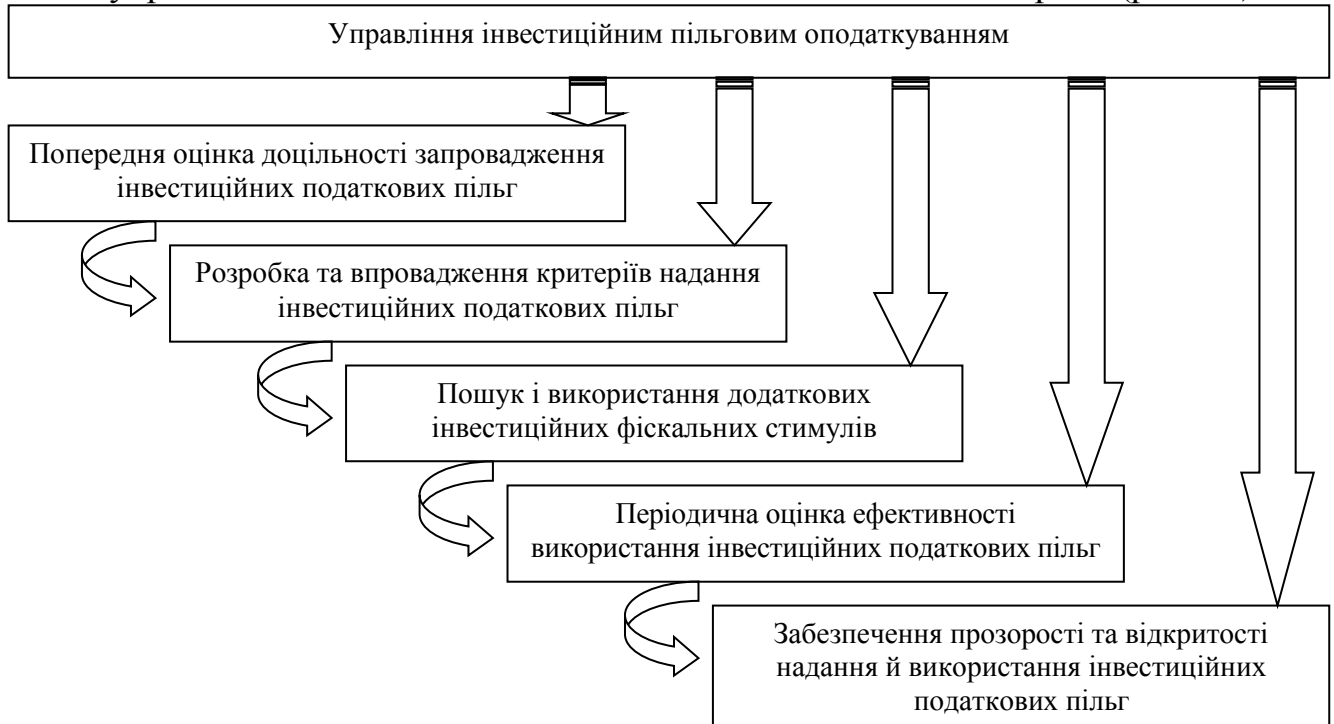 Управління інвестиційним пільговим оподаткуванням
Попередня оцінка доцільності запровадження
інвестиційних податкових пільг
Розробка та впровадження критеріїв надання
інвестиційних податкових пільг
Пошук і використання додаткових
інвестиційних фіскальних стимулів
Періодична оцінка ефективності
використання інвестиційних податкових пільг
Забезпечення прозорості та відкритості
надання й використання інвестиційних
податкових пільг